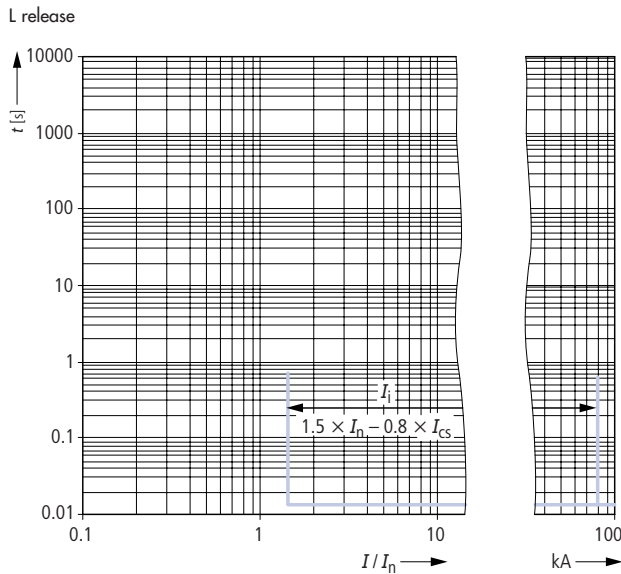 L release
t [s]
10000
1000
100
10
1
0.1
0.01
I_i
1.5 × I_n – 0.8 × I_cs
0.1
1
10
100
I / I_n
kA